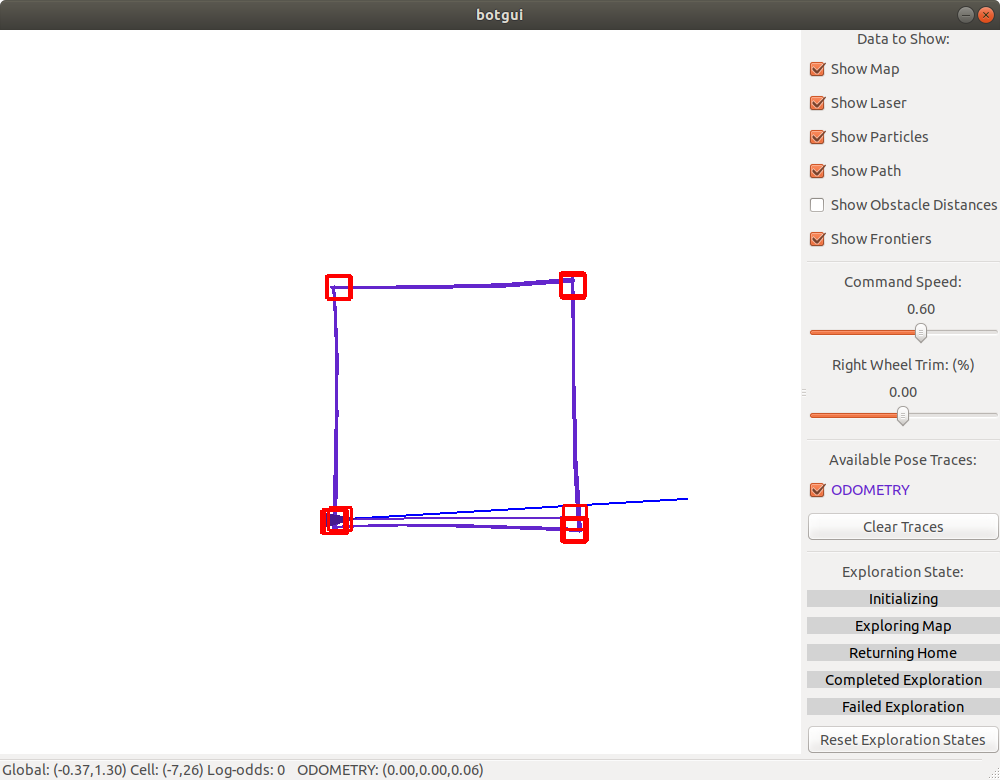 botgui
Data to Show:
Show Map
Show Laser
Show Particles
Show Path
Show Obstacle Distances
Show Frontiers
Command Speed:
0.60
Right Wheel Trim: (%)
0.00
Available Pose Traces:
ODOMETRY
Clear Traces
Exploration State:
Initializing
Exploring Map
Returning Home
Completed Exploration
Failed Exploration
Reset Exploration States
Global: (-0.37,1.30) Cell: (-7,26) Log-odds: 0 ODOMETRY: (0.00,0.00,0.06)